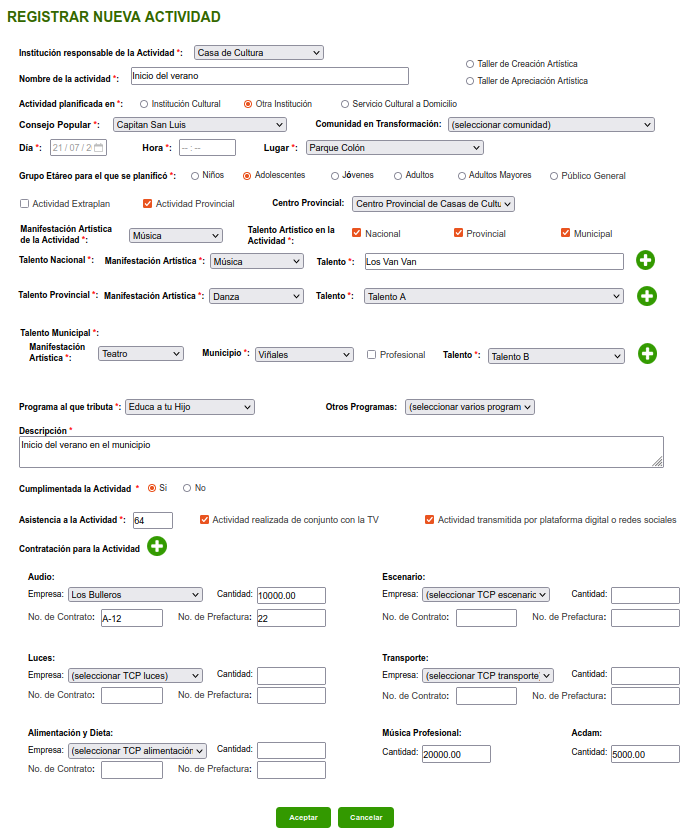 REGISTRAR NUEVA ACTIVIDAD
Institución responsable de la Actividad *: Casa de Cultura
Taller de Creación Artística
Nombre de la actividad *: Inicio del verano
Taller de Apreciación Artística
Actividad planificada en *: Institución Cultural Otra Institución Servicio Cultural a Domicilio
Consejo Popular *: Capitan San Luis Comunidad en Transformación: (seleccionar comunidad)
Día *: 21 / 07 / 2 Hora *: -- : -- Lugar *: Parque Colón
Grupo Etáreo para el que se planificó *: Niños Adolescentes Jóvenes Adultos Adultos Mayores Público General
Actividad Extraplan Actividad Provincial Centro Provincial: Centro Provincial de Casas de Cultu
Manifestación Artística de la Actividad *: Música Talento Artístico en la Actividad *: Nacional Provincial Municipal
Talento Nacional *: Manifestación Artística *: Música Talento *: Los Van Van
Talento Provincial *: Manifestación Artística *: Danza Talento *: Talento A
Talento Municipal *:
Manifestación Artística *: Teatro Municipio *: Viñales Profesional Talento *: Talento B
Programa al que tributa *: Educa a tu Hijo Otros Programas: (seleccionar varios program
Descripción *
Inicio del verano en el municipio
Cumplimentada la Actividad * Si No
Asistencia a la Actividad *: 64 Actividad realizada de conjunto con la TV Actividad transmitida por plataforma digital o redes sociales
Contratación para la Actividad
Audio: Escenario:
Empresa: Los Bulleros Cantidad: 10000.00 Empresa: (seleccionar TCP escenario Cantidad:
No. de Contrato: A-12 No. de Prefactura: 22 No. de Contrato: No. de Prefactura:
Luces: Transporte:
Empresa: (seleccionar TCP luces) Cantidad: Empresa: (seleccionar TCP transporte) Cantidad:
No. de Contrato: No. de Prefactura: No. de Contrato: No. de Prefactura:
Alimentación y Dieta: Música Profesional: Acdam:
Empresa: (seleccionar TCP alimentación Cantidad: Cantidad: 20000.00 Cantidad: 5000.00
No. de Contrato: No. de Prefactura:
Aceptar Cancelar